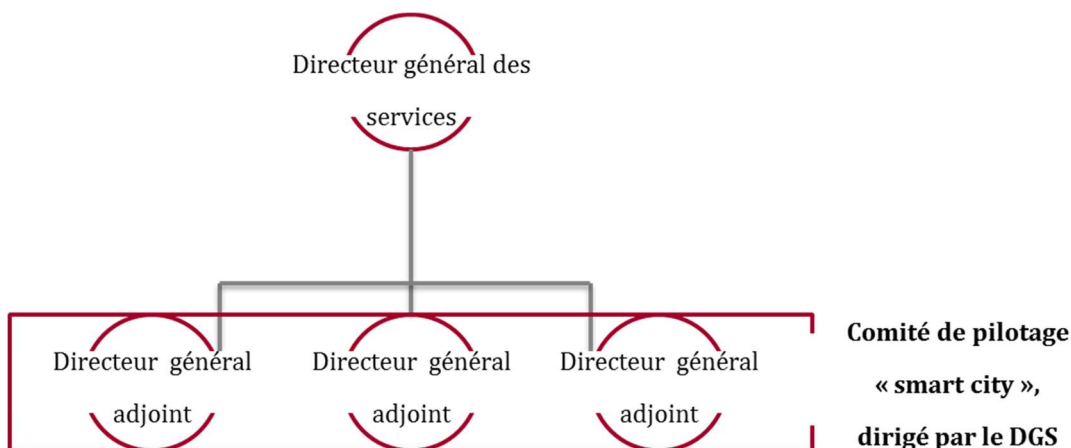 Directeur général des
services
Directeur général
adjoint
Directeur général
adjoint
Directeur général
adjoint
Comité de pilotage
« smart city »,
dirigé par le DGS